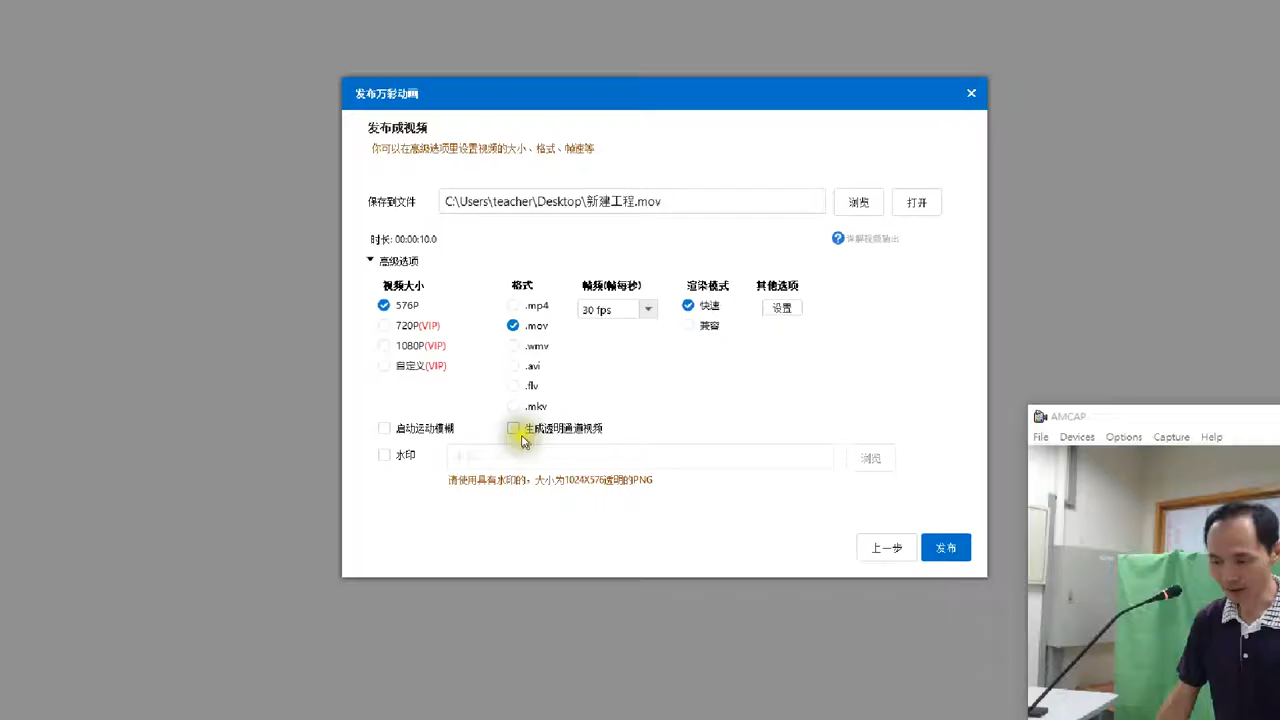 发布万彩动画
发布成视频
你可以在高级选项里设置视频的大小、格式、帧速等
保存到文件
C:\Users\teacher\Desktop\新建工程.mov
浏览
打开
时长: 00:00:10.0
详解视频输出
高级选项
视频大小
格式
帧频(帧每秒)
渲染模式
其他选项
576P
.mp4
30 fps
快速
设置
720P(VIP)
.mov
兼容
1080P(VIP)
.wmv
自定义(VIP)
.avi
.flv
.mkv
启动运动模糊
生成透明通道视频
水印
浏览
请使用具有水印的，大小为1024X576透明的PNG
上一步
发布
AMCAP
File Devices Options Capture Help